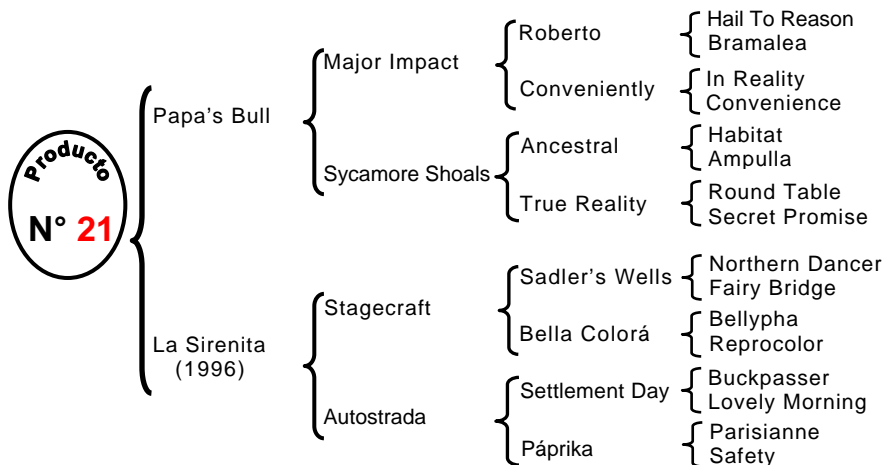 Producto
N° 21
Papa's Bull
La Sirenita
(1996)
Major Impact
Sycamore Shoals
Stagecraft
Autostrada
Roberto
Conveniently
Ancestral
True Reality
Sadler's Wells
Bella Colorá
Settlement Day
Páprika
Hail To Reason
Bramalea
In Reality
Convenience
Habitat
Ampulla
Round Table
Secret Promise
Northern Dancer
Fairy Bridge
Bellypha
Reprocolor
Buckpasser
Lovely Morning
Parisianne
Safety